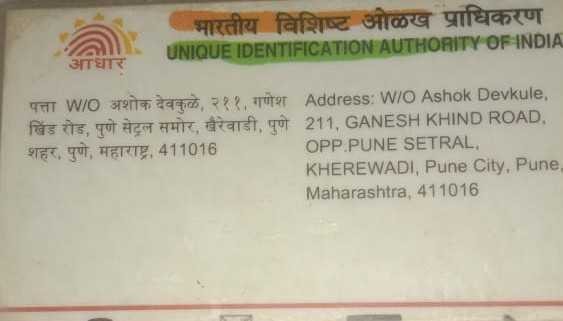 भारतीय विशिष्ट ओळख प्राधिकरण
UNIQUE IDENTIFICATION AUTHORITY OF INDIA
आधार
पत्ता W/O अशोक देवकुळे, २११, गणेश
खिंड रोड, पुणे सेट्रल समोर, खैरेवाडी, पुणे
शहर, पुणे, महाराष्ट्र, 411016
Address: W/O Ashok Devkule,
211, GANESH KHIND ROAD,
OPP.PUNE SETRAL,
KHEREWADI, Pune City, Pune,
Maharashtra, 411016